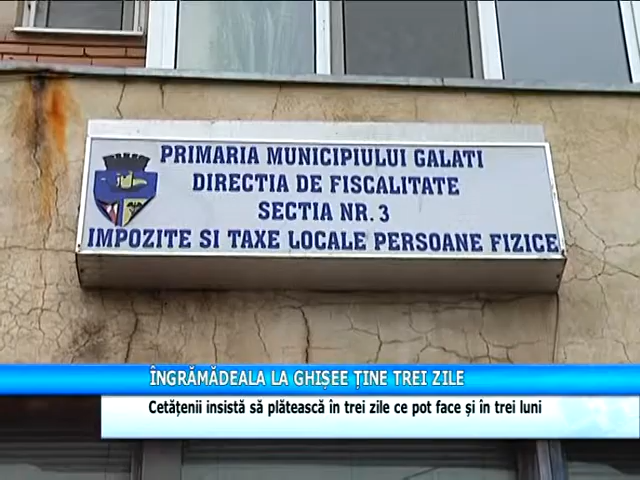 PRIMARIA MUNICIPIULUI GALATI
DIRECTIA DE FISCALITATE
SECTIA NR. 3
IMPOZITE SI TAXE LOCALE PERSOANE FIZICE
ÎNGRĂMĂDEALA LA GHIȘEE ȚINE TREI ZILE
Cetățenii insistă să plătească în trei zile ce pot face și în trei luni